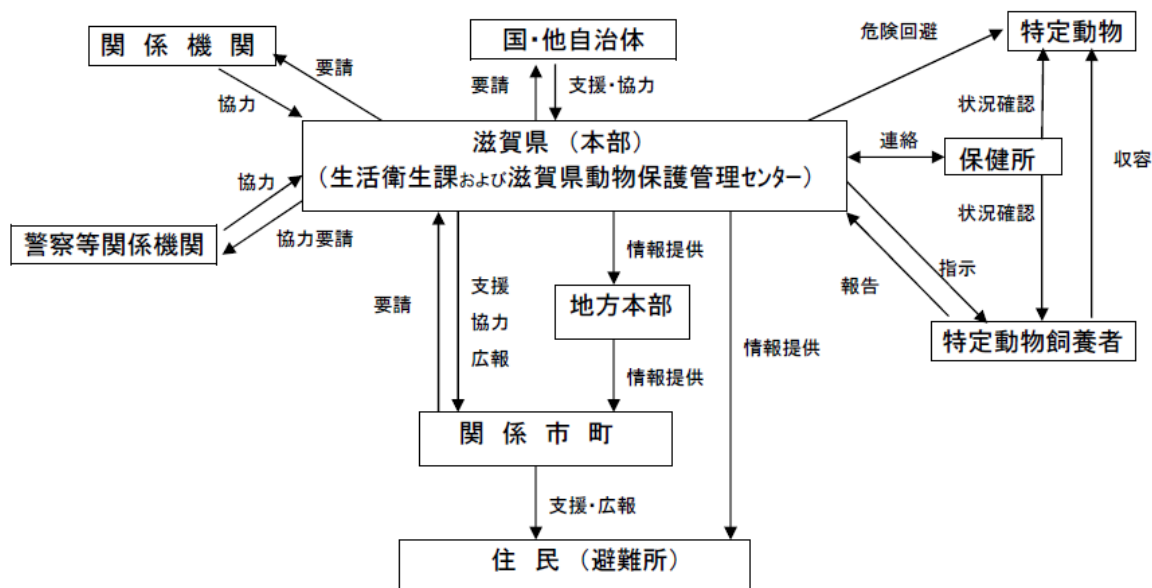 関 係 機 関
国・他自治体
特定動物
危険回避
要請
協力
要請
支援・協力
状況確認
滋賀県 (本部)
(生活衛生課および滋賀県動物保護管理センター)
連絡
保健所
収容
協力
状況確認
警察等関係機関
協力要請
情報提供
指示
支援
報告
要請
協力
地方本部
広報
特定動物飼養者
情報提供
情報提供
関 係 市 町
支援・広報
住 民 (避難所)